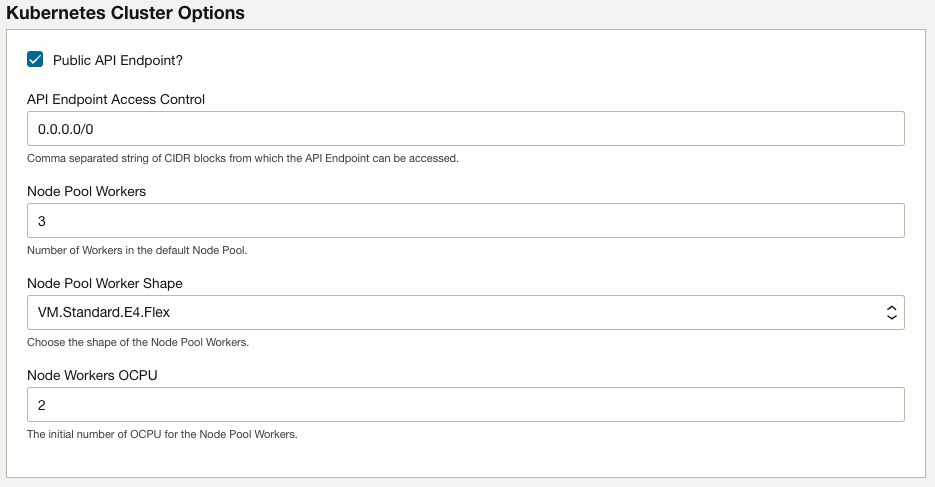 Kubernetes Cluster Options
Public API Endpoint?
API Endpoint Access Control
0.0.0.0/0
Comma separated string of CIDR blocks from which the API Endpoint can be accessed.
Node Pool Workers
3
Number of Workers in the default Node Pool.
Node Pool Worker Shape
VM.Standard.E4.Flex
Choose the shape of the Node Pool Workers.
Node Workers OCPU
2
The initial number of OCPU for the Node Pool Workers.